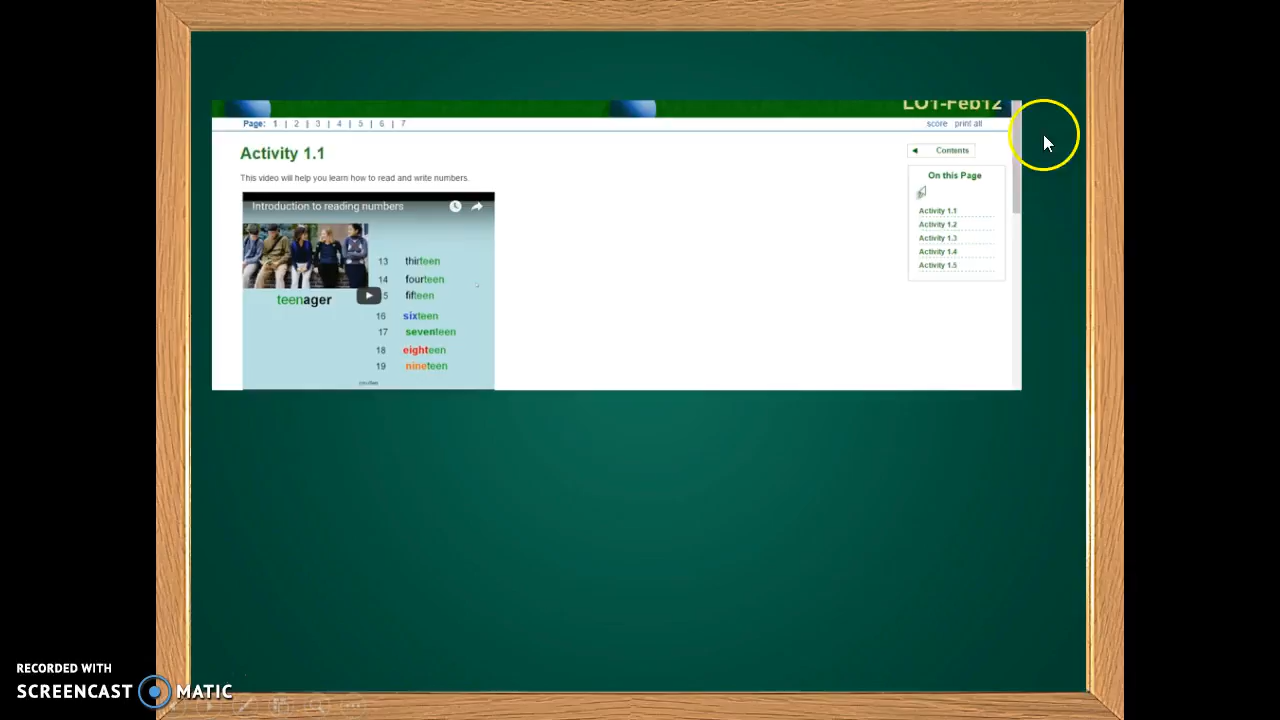 LO1-Feb12
Page: 1 | 2 | 3 | 4 | 5 | 6 | 7
score print all
Activity 1.1
Contents
This video will help you learn how to read and write numbers.
On this Page
Introduction to reading numbers
Activity 1.1
Activity 1.2
Activity 1.3
Activity 1.4
Activity 1.5
13 thirteen
14 fourteen
teenager
5 fifteen
16 sixteen
17 seventeen
18 eighteen
19 nineteen
RECORDED WITH
SCREENCAST MATIC